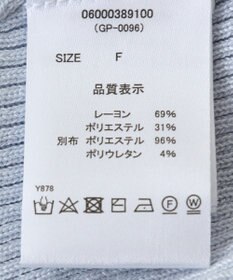 06000389100
(GP-0096)
SIZE F
品質表示
レーヨン 69%
ポリエステル 31%
別布 ポリエステル 96%
ポリウレタン 4%
Y878